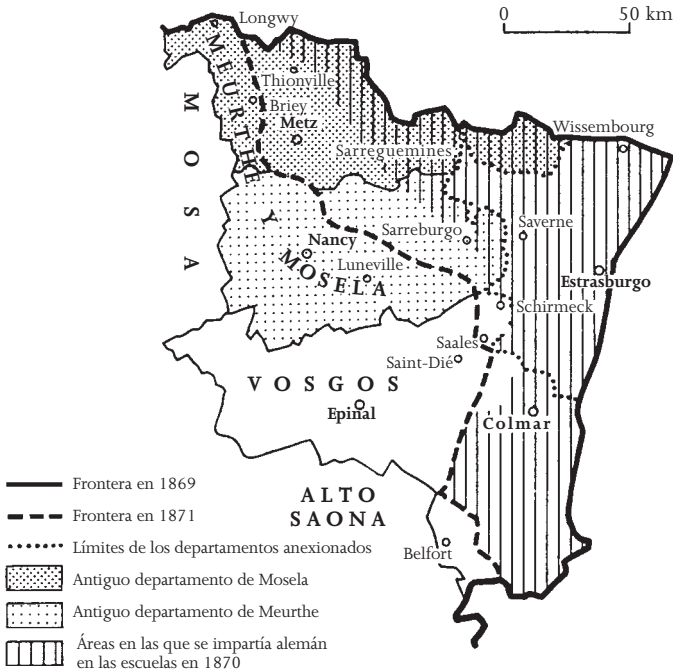 Longwy
0 50 km
MEURTHE Y MOSELA
Thionville
Briey
Metz
MOSA
Wissembourg
Sarreguemines
Sarreburgo
Saverne
Nancy
Luneville
Estrasburgo
Schirmeck
Saales
Saint-Dié
VOSGOS
Epinal
Colmar
ALTO
SAONA
Belfort
Frontera en 1869
Frontera en 1871
Límites de los departamentos anexionados
Antiguo departamento de Mosela
Antiguo departamento de Meurthe
Áreas en las que se impartía alemán
en las escuelas en 1870